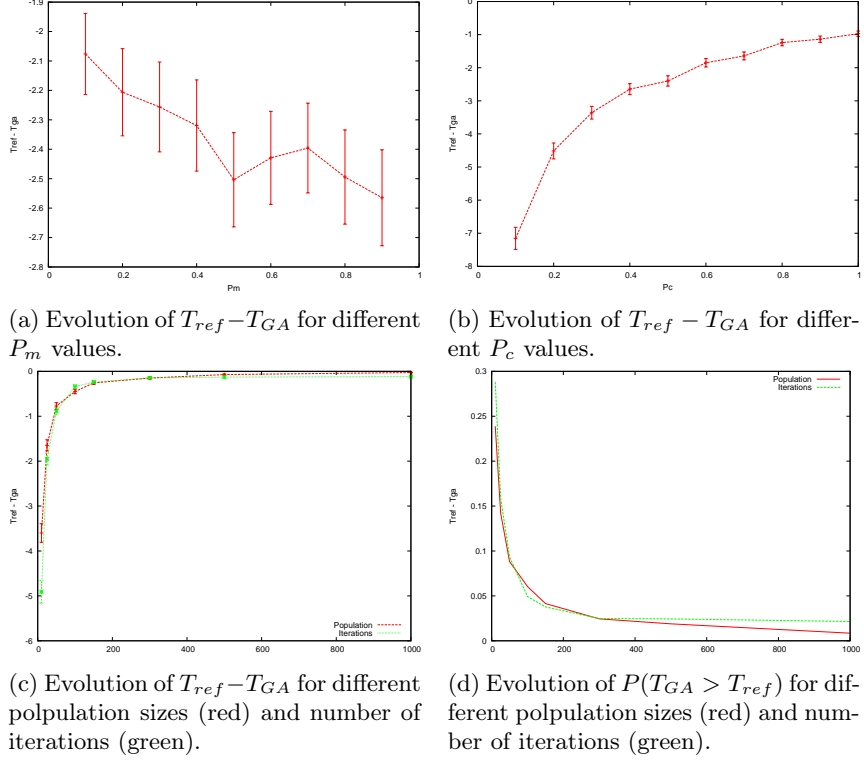 -1.9
-2
-2.1
-2.2
-2.3
-2.4
-2.5
-2.6
-2.7
-2.8
Tref - Tga
0
0.2
0.4
0.6
0.8
1
Pm
(a) Evolution of T_ref − T_GA for different
P_m values.
0
-1
-2
-3
-4
-5
-6
-7
-8
Tref - Tga
0
0.2
0.4
0.6
0.8
1
Pc
(b) Evolution of T_ref − T_GA for differ-
ent P_c values.
0
-1
-2
-3
-4
-5
-6
Tref - Tga
0
200
400
600
800
1000
Population
Iterations
(c) Evolution of T_ref − T_GA for different
polpulation sizes (red) and number of
iterations (green).
0.3
0.25
0.2
0.15
0.1
0.05
0
Tref - Tga
0
200
400
600
800
1000
Population
Iterations
(d) Evolution of P(T_GA > T_ref) for dif-
ferent polpulation sizes (red) and num-
ber of iterations (green).